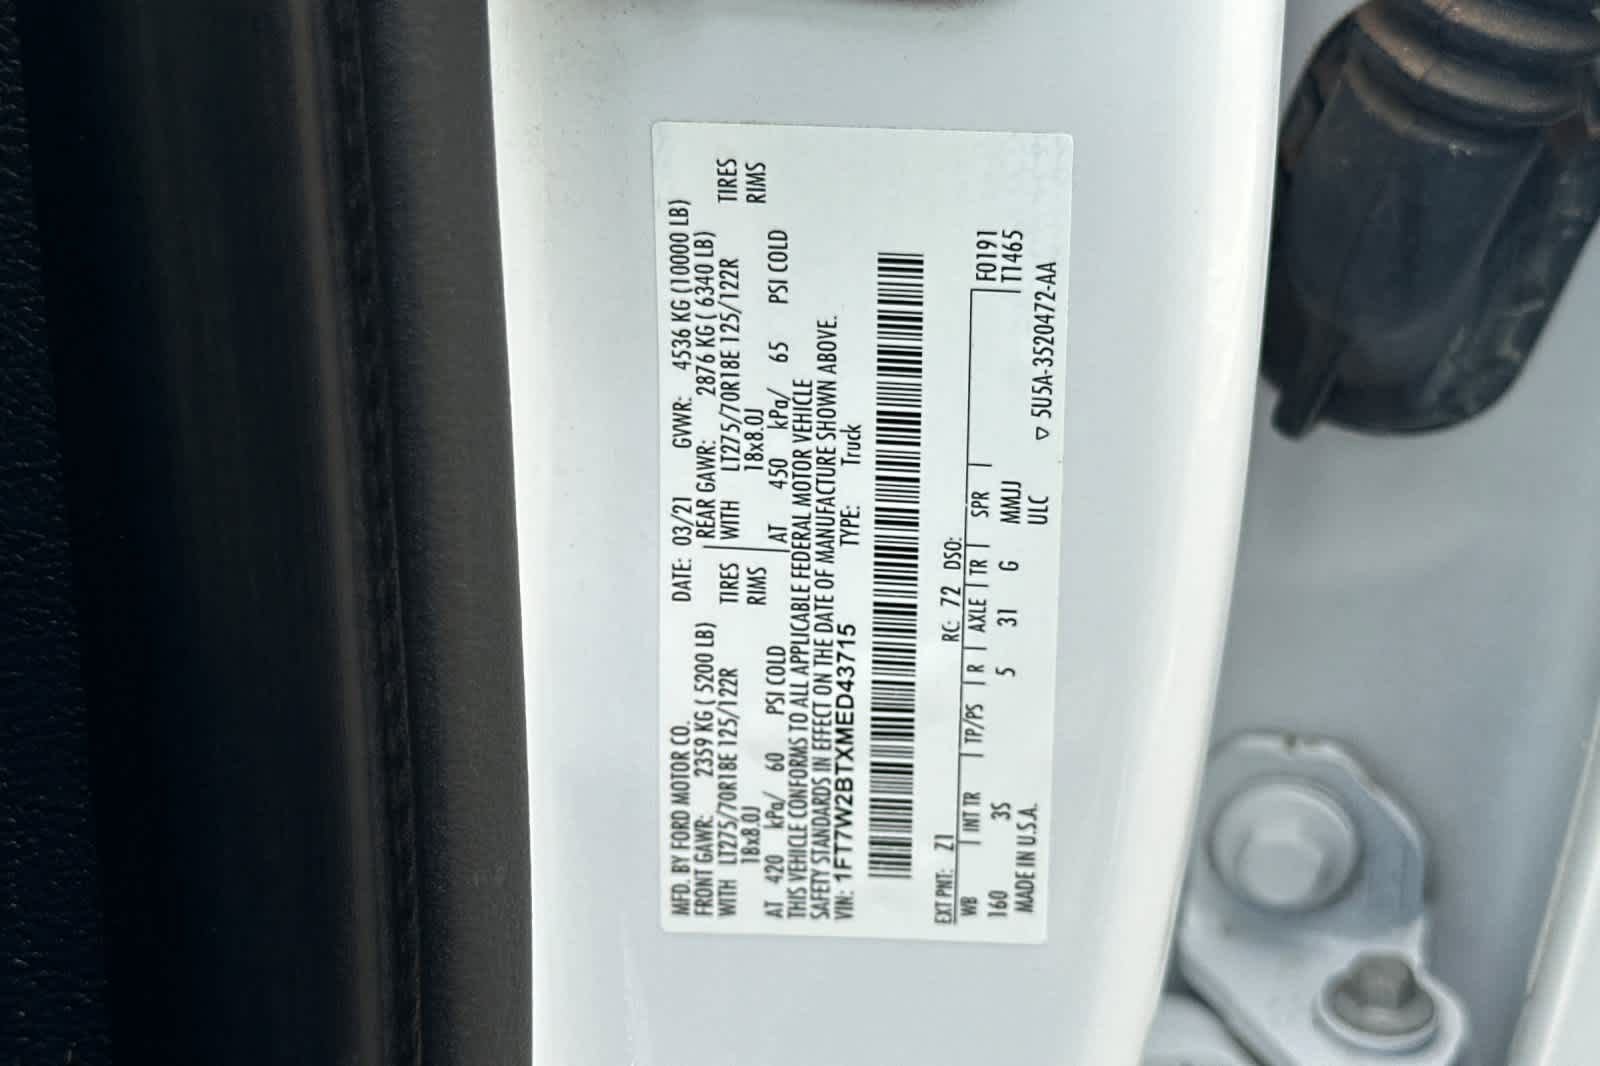 MFD. BY FORD MOTOR CO. DATE: 03/21 GVWR: 4536 KG (10000 LB)
FRONT GAWR: 2359 KG ( 5200 LB) REAR GAWR: 2876 KG ( 6340 LB)
WITH LT275/70R18E 125/122R TIRES WITH LT275/70R18E 125/122R TIRES
18x8.0J RIMS 18x8.0J RIMS
AT 420 kPa/ 60 PSI COLD AT 450 kPa/ 65 PSI COLD
THIS VEHICLE CONFORMS TO ALL APPLICABLE FEDERAL MOTOR VEHICLE
SAFETY STANDARDS IN EFFECT ON THE DATE OF MANUFACTURE SHOWN ABOVE.
VIN: 1FT7W2BTXMED43715 TYPE: Truck
EXT PNT: Z1 RC: 72 DSO:
WB INT TR TP/PS R AXLE TR SPR F0191
160 3S 5 31 G MMJJ T1465
MADE IN U.S.A. ULC ▽ 5U5A-3520472-AA